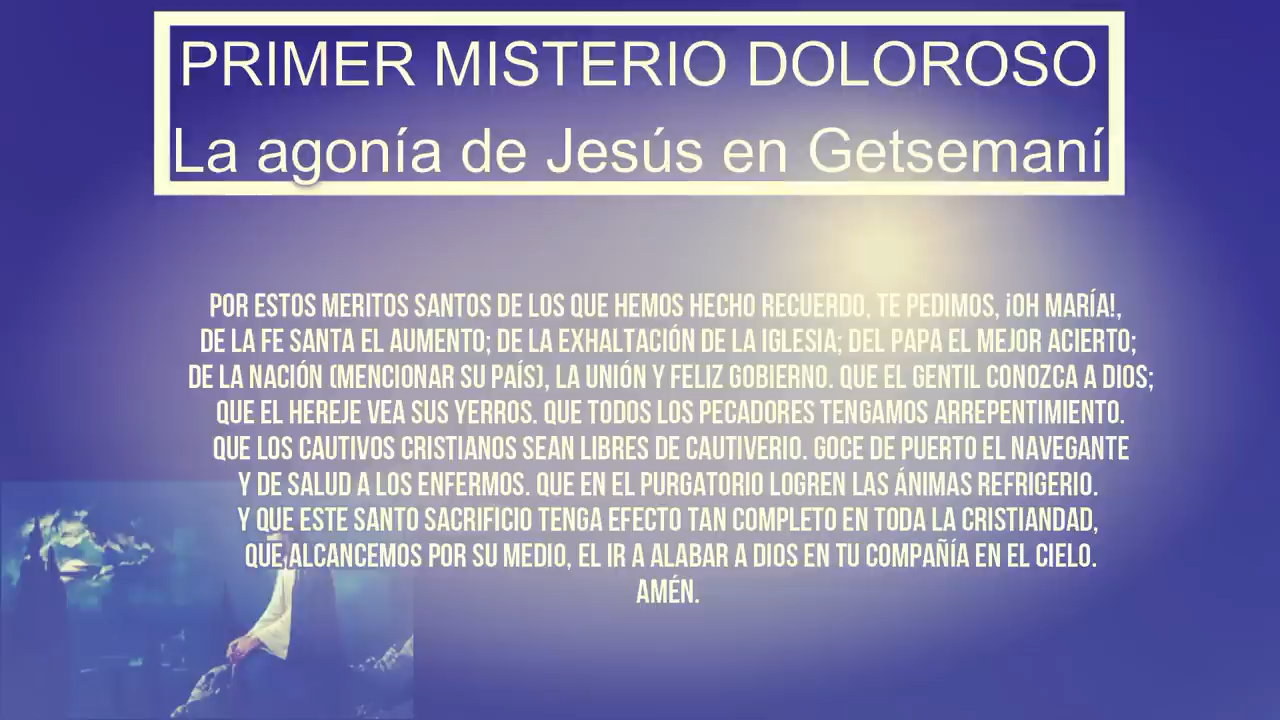 PRIMER MISTERIO DOLOROSO
La agonía de Jesús en Getsemaní
POR ESTOS MERITOS SANTOS DE LOS QUE HEMOS HECHO RECUERDO, TE PEDIMOS, ¡OH MARÍA!,
DE LA FE SANTA EL AUMENTO; DE LA EXHALTACIÓN DE LA IGLESIA; DEL PAPA EL MEJOR ACIERTO;
DE LA NACIÓN (MENCIONAR SU PAÍS), LA UNIÓN Y FELIZ GOBIERNO. QUE EL GENTIL CONOZCA A DIOS;
QUE EL HEREJE VEA SUS YERROS. QUE TODOS LOS PECADORES TENGAMOS ARREPENTIMIENTO.
QUE LOS CAUTIVOS CRISTIANOS SEAN LIBRES DE CAUTIVERIO. GOCE DE PUERTO EL NAVEGANTE
Y DE SALUD A LOS ENFERMOS. QUE EN EL PURGATORIO LOGREN LAS ÁNIMAS REFRIGERIO.
Y QUE ESTE SANTO SACRIFICIO TENGA EFECTO TAN COMPLETO EN TODA LA CRISTIANDAD,
QUE ALCANCEMOS POR SU MEDIO, EL IR A ALABAR A DIOS EN TU COMPAÑÍA EN EL CIELO.
AMÉN.